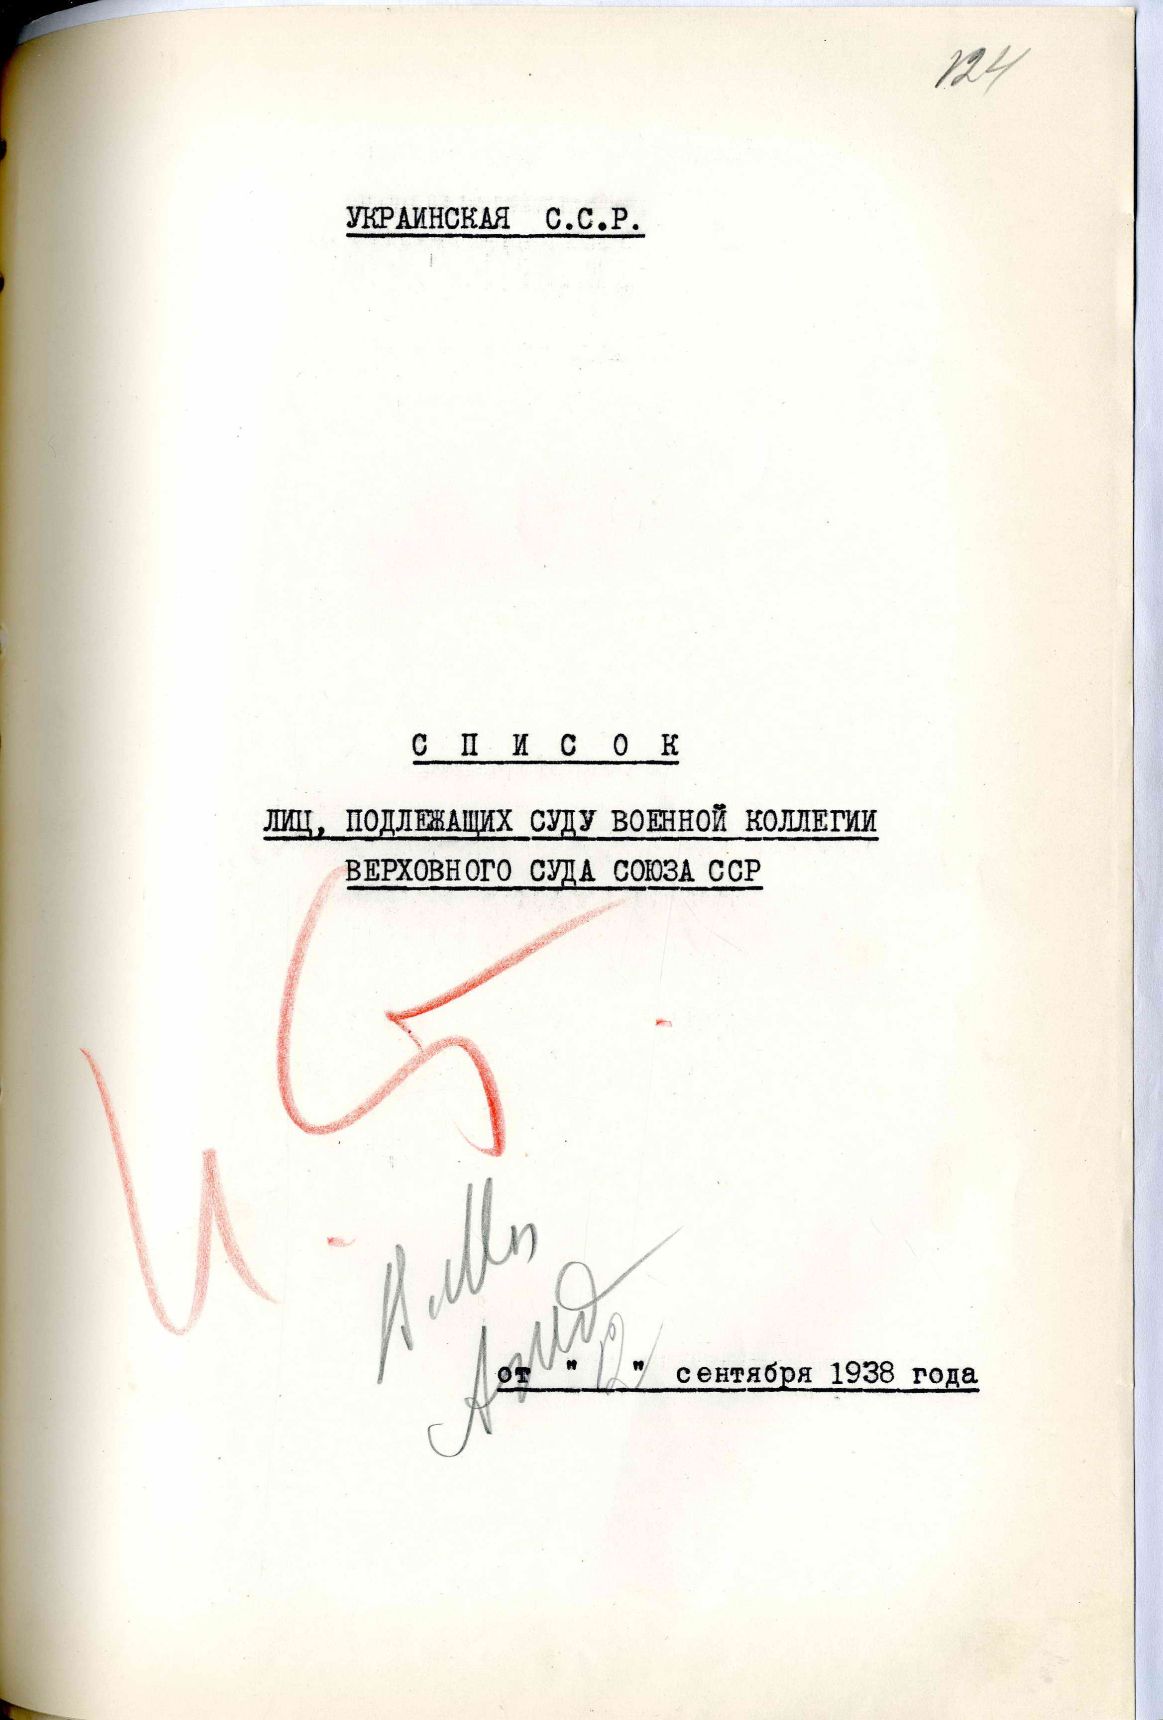 124
УКРАИНСКАЯ С.С.Р.
С П И С О К
ЛИЦ, ПОДЛЕЖАЩИХ СУДУ ВОЕННОЙ КОЛЛЕГИИ
ВЕРХОВНОГО СУДА СОЮЗА ССР
от " 12 " сентября 1938 года